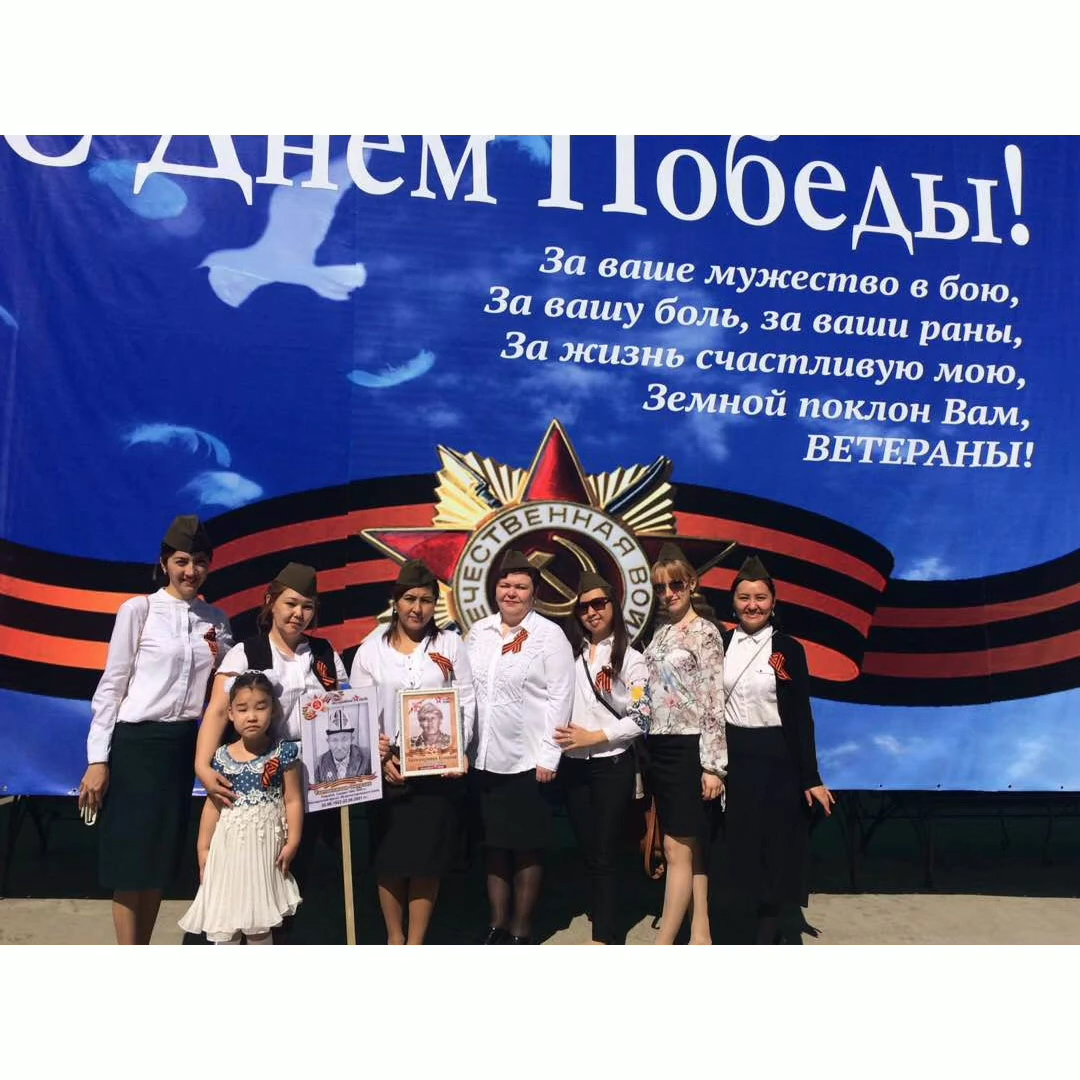 С Днем Победы!
За ваше мужество в бою,
За вашу боль, за ваши раны,
За жизнь счастливую мою,
Земной поклон Вам,
ВЕТЕРАНЫ!
ЧЕСТВЕННАЯ ВОЙ